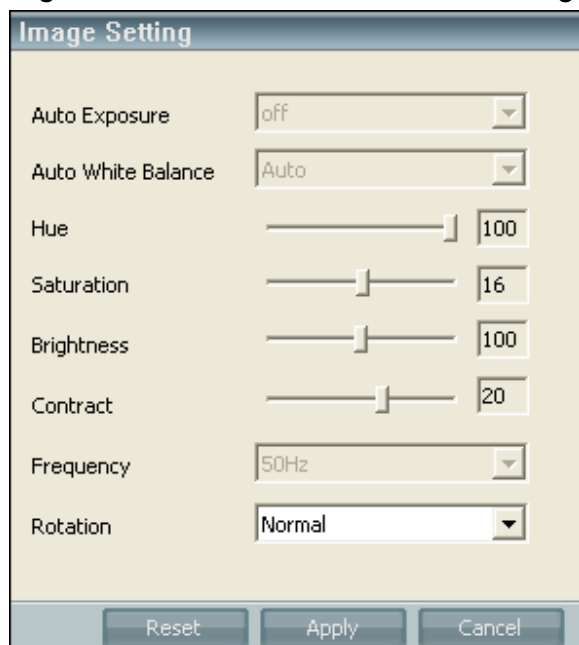 Image Setting
Auto Exposure off
Auto White Balance Auto
Hue 100
Saturation 16
Brightness 100
Contract 20
Frequency 50Hz
Rotation Normal
Reset Apply Cancel